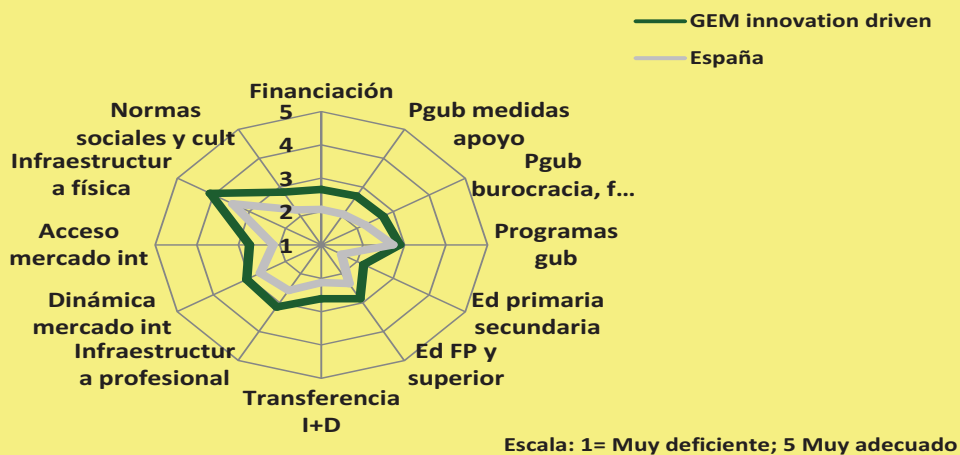 GEM innovation driven
España
Financiación
5
4
3
2
1
Pgub medidas
apoyo
Pgub
burocracia, f...
Programas
gub
Ed primaria
secundaria
Ed FP y
superior
Transferencia
I+D
Infraestructur
a profesional
Dinámica
mercado int
Acceso
mercado int
Infraestructur
a física
Normas
sociales y cult
Escala: 1= Muy deficiente; 5 Muy adecuado